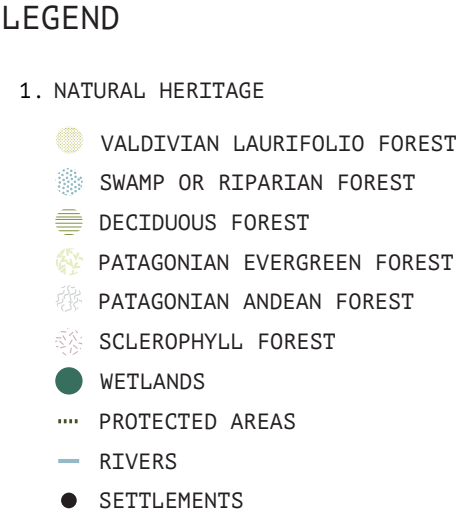 LEGEND
1. NATURAL HERITAGE
VALDIVIAN LAURIFOLIO FOREST
SWAMP OR RIPARIAN FOREST
DECIDUOUS FOREST
PATAGONIAN EVERGREEN FOREST
PATAGONIAN ANDEAN FOREST
SCLEROPHYLL FOREST
WETLANDS
PROTECTED AREAS
RIVERS
SETTLEMENTS